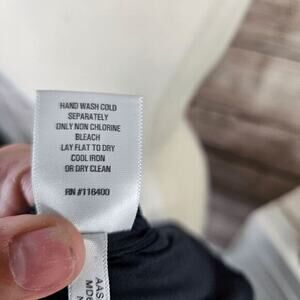 HAND WASH COLD
SEPARATELY
ONLY NON CHLORINE
BLEACH
LAY FLAT TO DRY
COOL IRON
OR DRY CLEAN
RN #116400